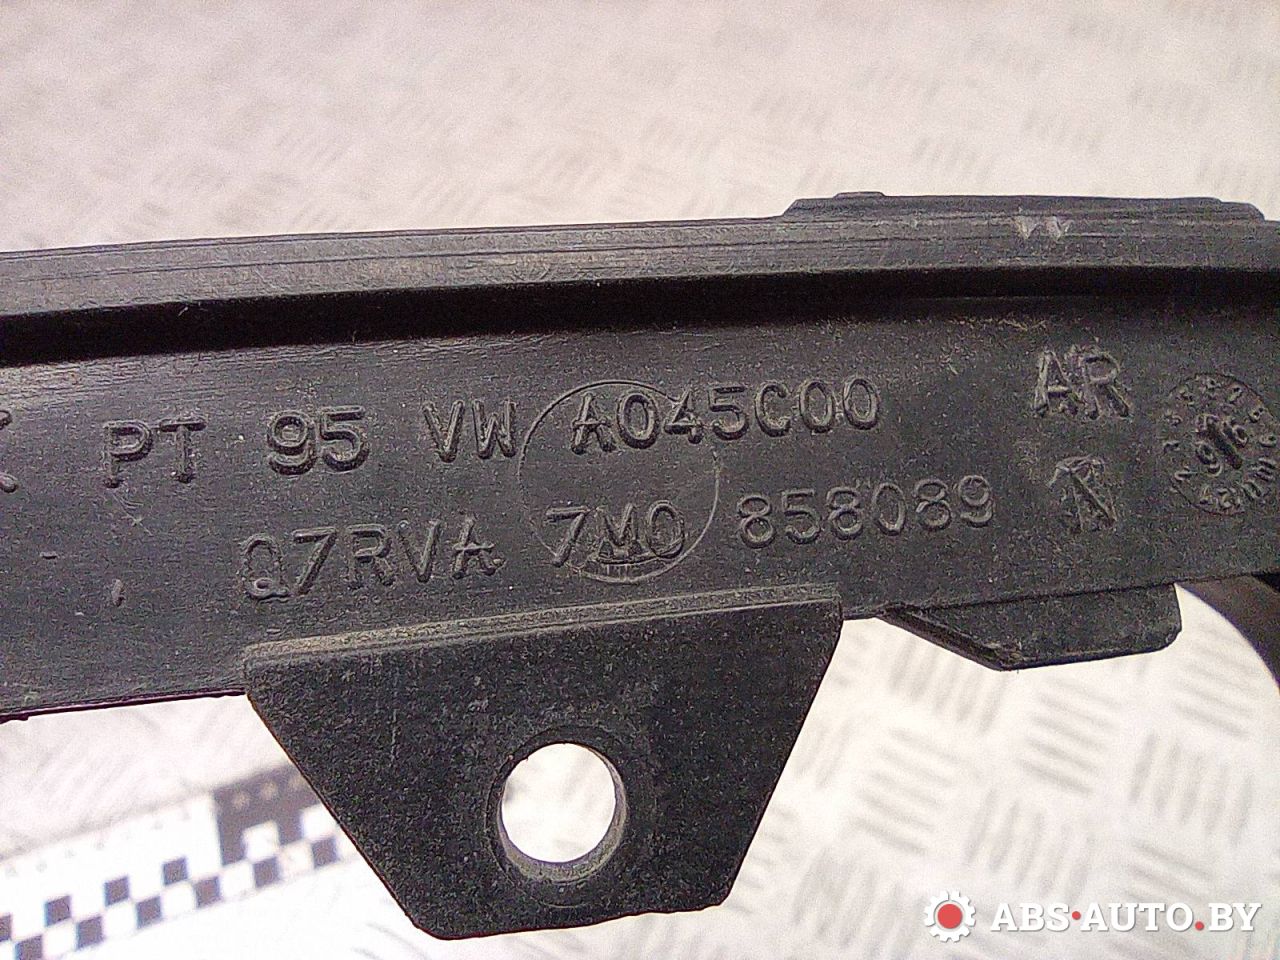 PT 95 VW A045C00 AR
Q7RVA 7M0 858089
ABS-AUTO.BY